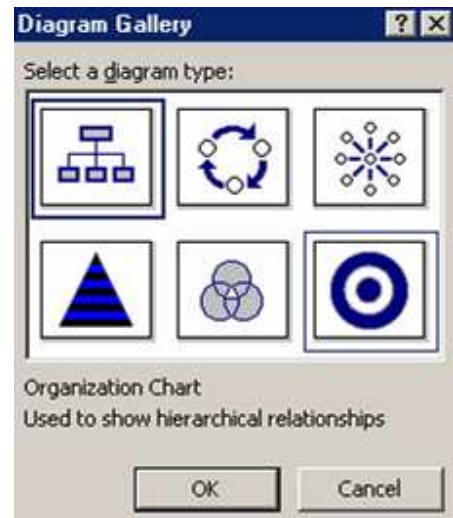 Diagram Gallery ? X
Select a diagram type:
Organization Chart
Used to show hierarchical relationships
OK Cancel